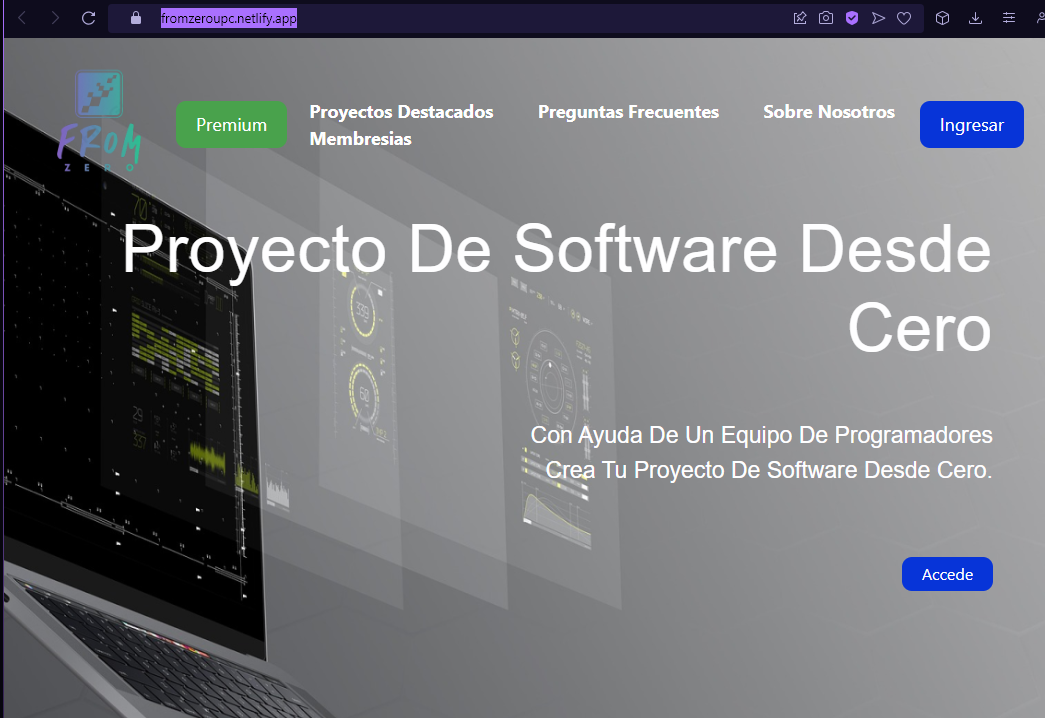 fromzeroupc.netlify.app
FROM
ZERO
Premium
Proyectos Destacados
Preguntas Frecuentes
Sobre Nosotros
Membresias
Ingresar
Proyecto De Software Desde
Cero
Con Ayuda De Un Equipo De Programadores
Crea Tu Proyecto De Software Desde Cero.
Accede